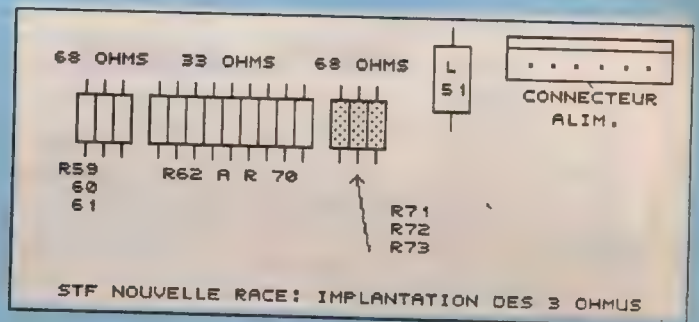 68 OHMS 33 OHMS 68 OHMS
L
51
CONNECTEUR
ALIM.
R59
60
61
R62 A R 70
R71
R72
R73
STF NOUVELLE RACE: IMPLANTATION DES 3 OHMUS